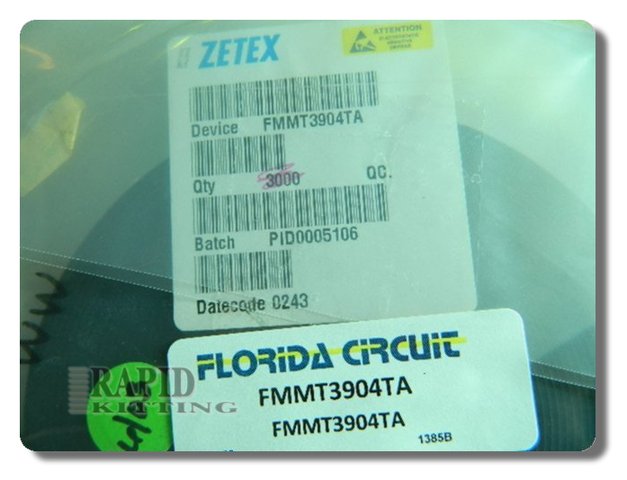 ZETEX
ATTENTION
Device FMMT3904TA
Qty 3000 QC.
Batch PID0005106
Datecode 0243
FLORIDA CIRCUIT
FMMT3904TA
FMMT3904TA
1385B
RAPID
KITTING